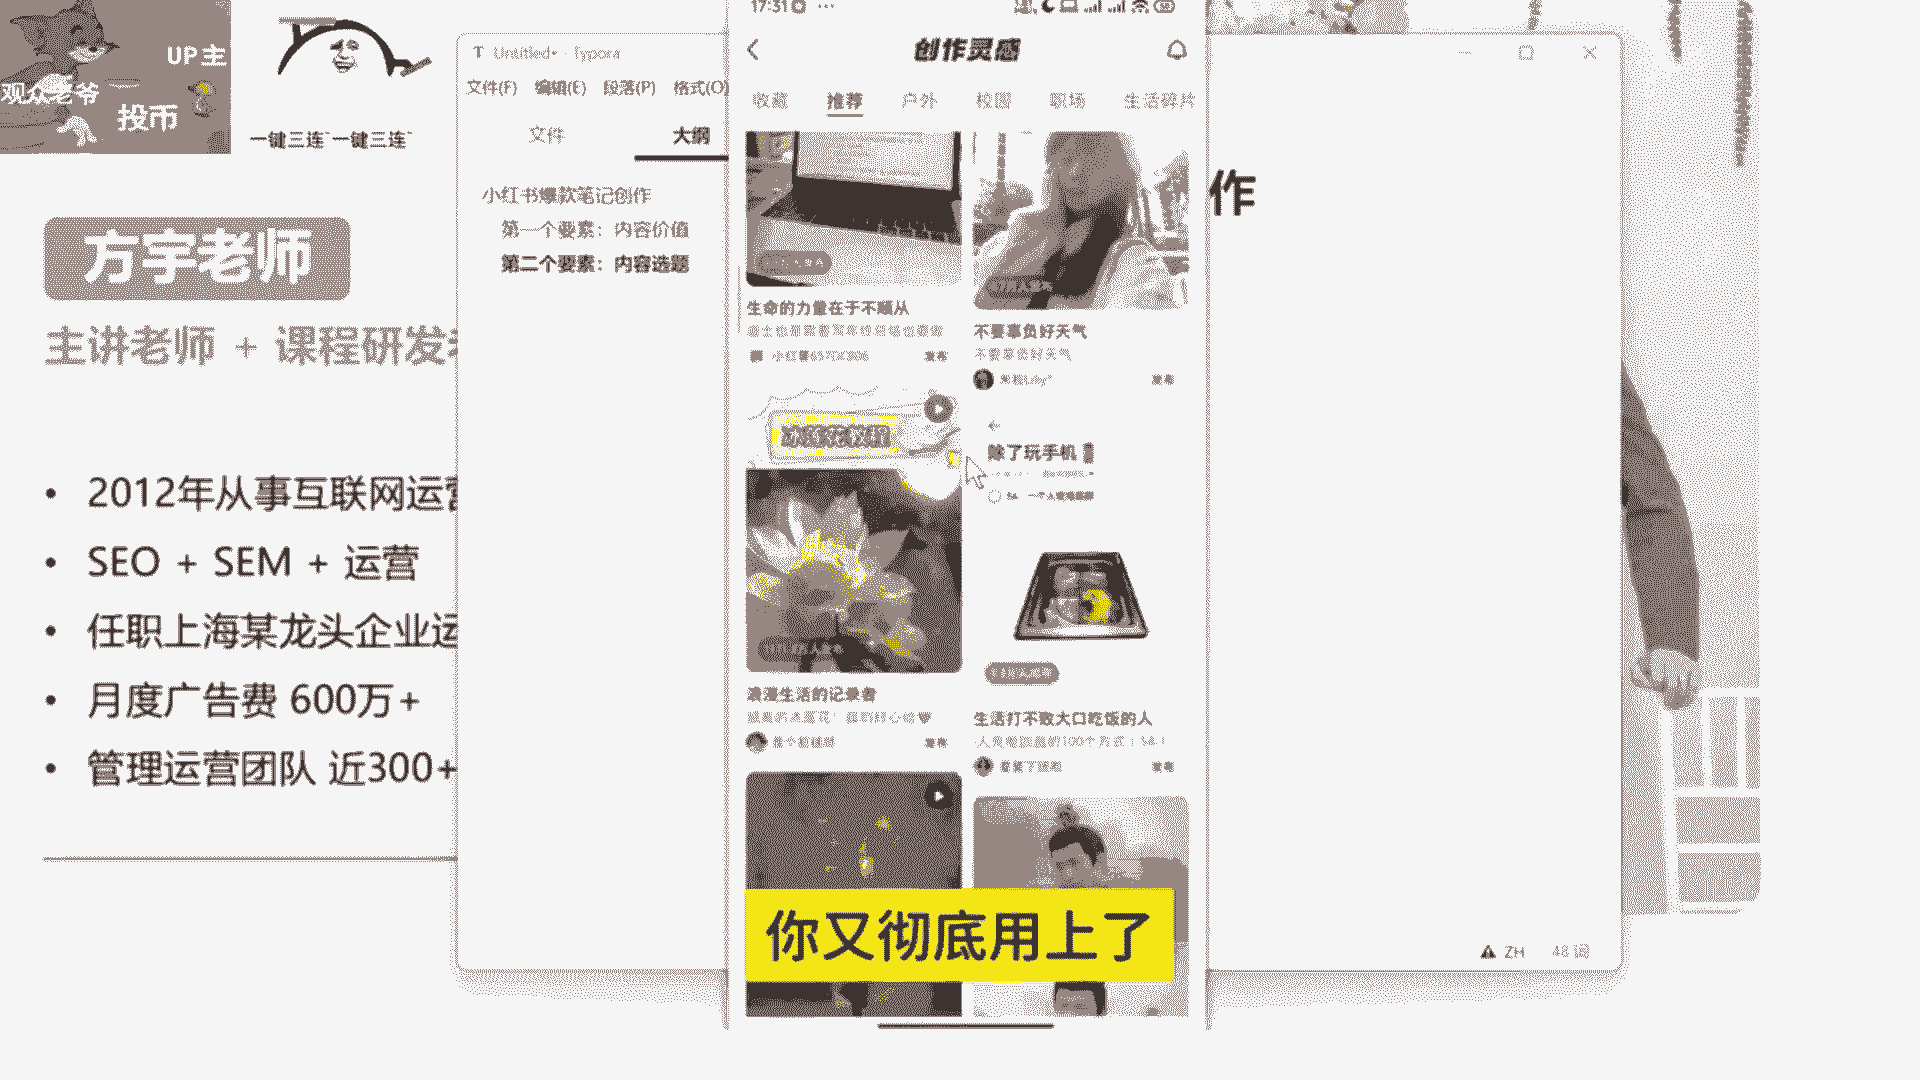 UP 主
观众老爷
投币
一键三连 一键三连
方宇老师
主讲老师 + 课程研发
• 2012年从事互联网运营
• SEO + SEM + 运营
• 任职上海某龙头企业运
• 月度广告费 600万+
• 管理运营团队 近300+
Untitled• - Typora
文件(F) 编辑(E) 段落(P) 格式(O)
文件 大纲
小红书爆款笔记创作
第一个要素：内容价值
第二个要素：内容选题
作
ZH 48 词
17:31
创作灵感
收藏 推荐 户外 校园 职场 生活碎片
生命的力量在于不顺从
发布
不要辜负好天气
不要辜负好天气
发布
除了玩手机
浪漫生活的记录者
发布
生活打不败大口吃饭的人
发布
你又彻底用上了